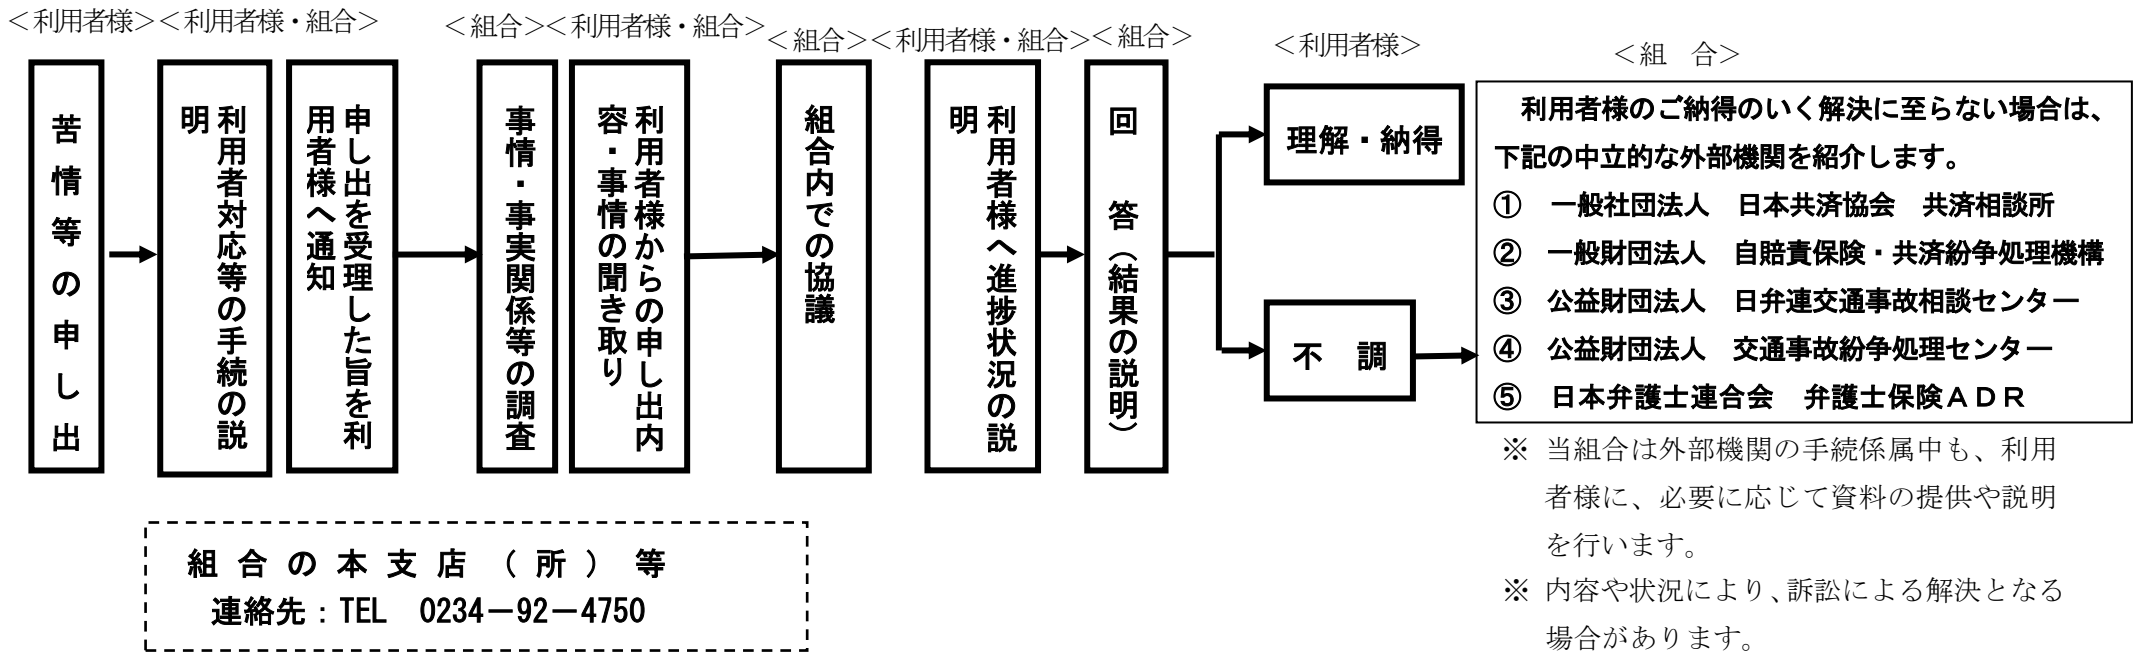 ＜利用者様＞
＜利用者様・組合＞
＜組合＞
＜利用者様・組合＞
＜組合＞
＜利用者様・組合＞
＜組合＞
＜利用者様＞
＜組　合＞
苦情等の申し出
利用者対応等の手続の説
明
申し出を受理した旨を利
用者様へ通知
事情・事実関係等の調査
利用者様からの申し出内
容・事情の聞き取り
組合内での協議
利用者様へ進捗状況の説
明
回　答（結果の説明）
理解・納得
不　調
利用者様のご納得のいく解決に至らない場合は、
下記の中立的な外部機関を紹介します。
①　一般社団法人　日本共済協会　共済相談所
②　一般財団法人　自賠責保険・共済紛争処理機構
③　公益財団法人　日弁連交通事故相談センター
④　公益財団法人　交通事故紛争処理センター
⑤　日本弁護士連合会　弁護士保険ＡＤＲ
※ 当組合は外部機関の手続係属中も、利用
者様に、必要に応じて資料の提供や説明
を行います。
※ 内容や状況により、訴訟による解決となる
場合があります。
組合の本支店（所）等
連絡先：TEL　0234－92－4750